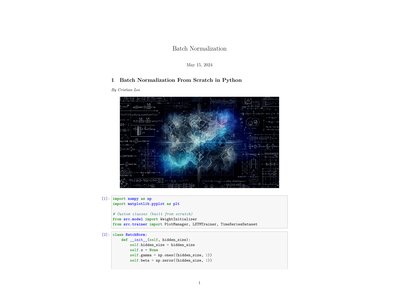 Batch Normalization
May 15, 2024
1 Batch Normalization From Scratch in Python
By Cristian Leo
[1]: import numpy as np
import matplotlib.pyplot as plt
# Custom classes (built from scratch)
from src.model import WeightInitializer
from src.trainer import PlotManager, LSTMTrainer, TimeSeriesDataset
[2]: class BatchNorm:
def __init__(self, hidden_size):
self.hidden_size = hidden_size
self.x = None
self.gamma = np.ones((hidden_size, 1))
self.beta = np.zeros((hidden_size, 1))
1